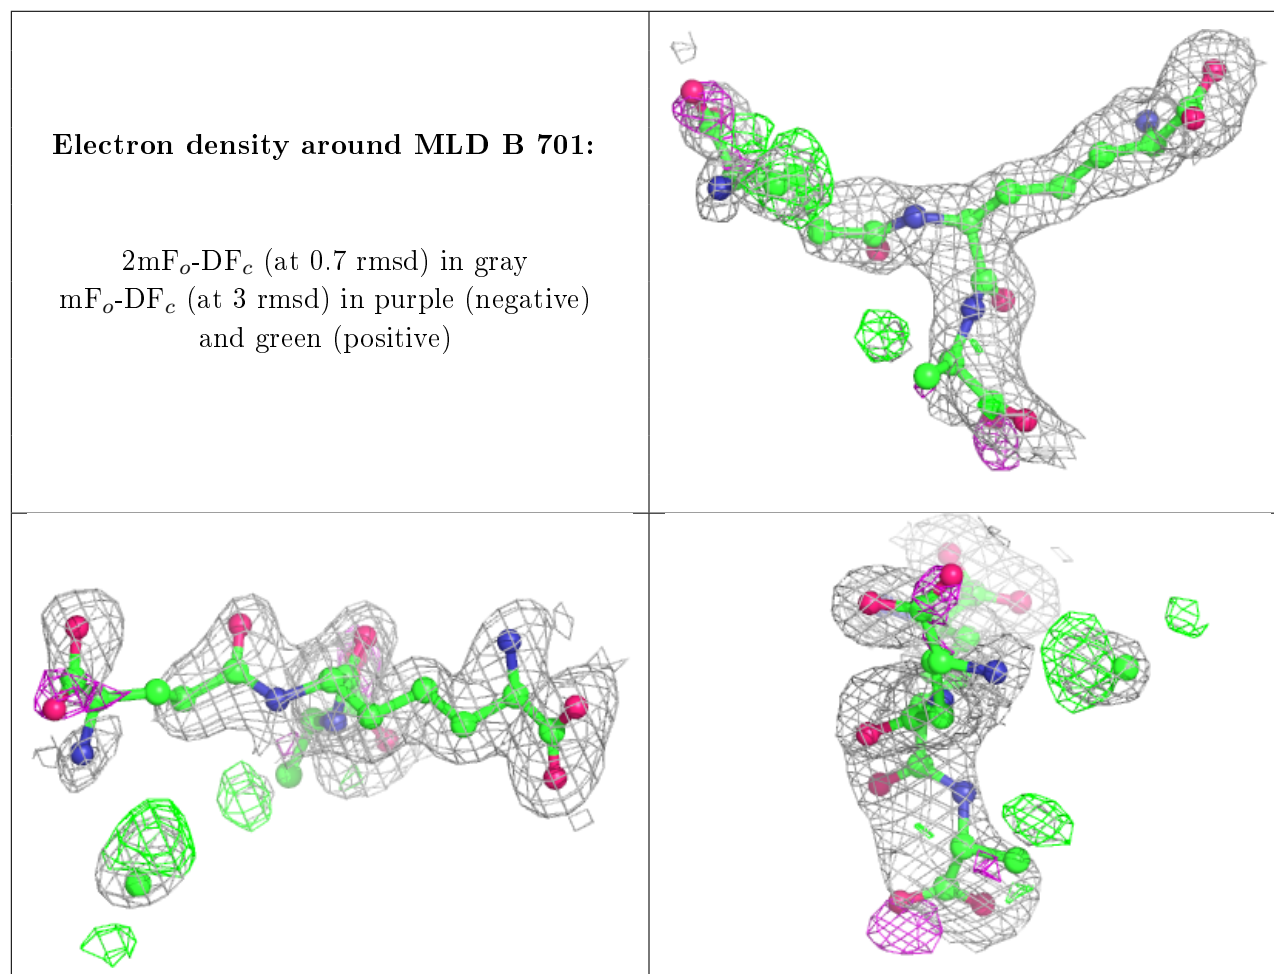 Electron density around MLD B 701:
2mFo-DFc (at 0.7 rmsd) in gray
mFo-DFc (at 3 rmsd) in purple (negative)
and green (positive)